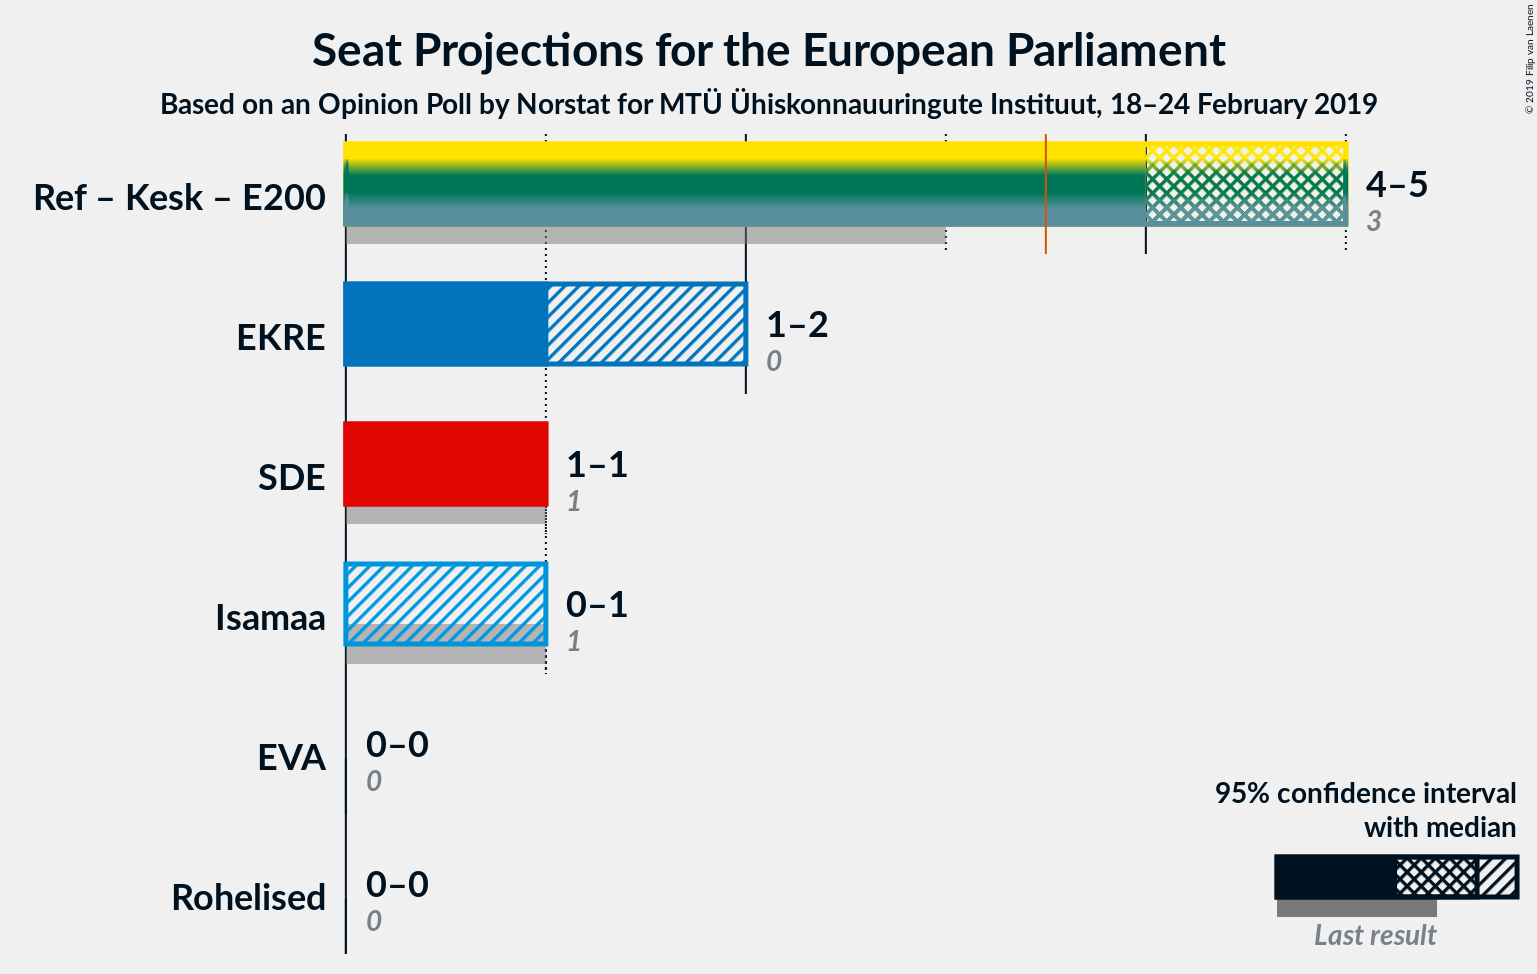 Seat Projections for the European Parliament
Based on an Opinion Poll by Norstat for MTÜ Ühiskonnauuringute Instituut, 18–24 February 2019
© 2019 Filip van Laenen
Ref – Kesk – E200
4–5
3
EKRE
1–2
0
SDE
1–1
1
Isamaa
0–1
1
EVA
0–0
0
Rohelised
0–0
0
95% confidence interval
with median
Last result